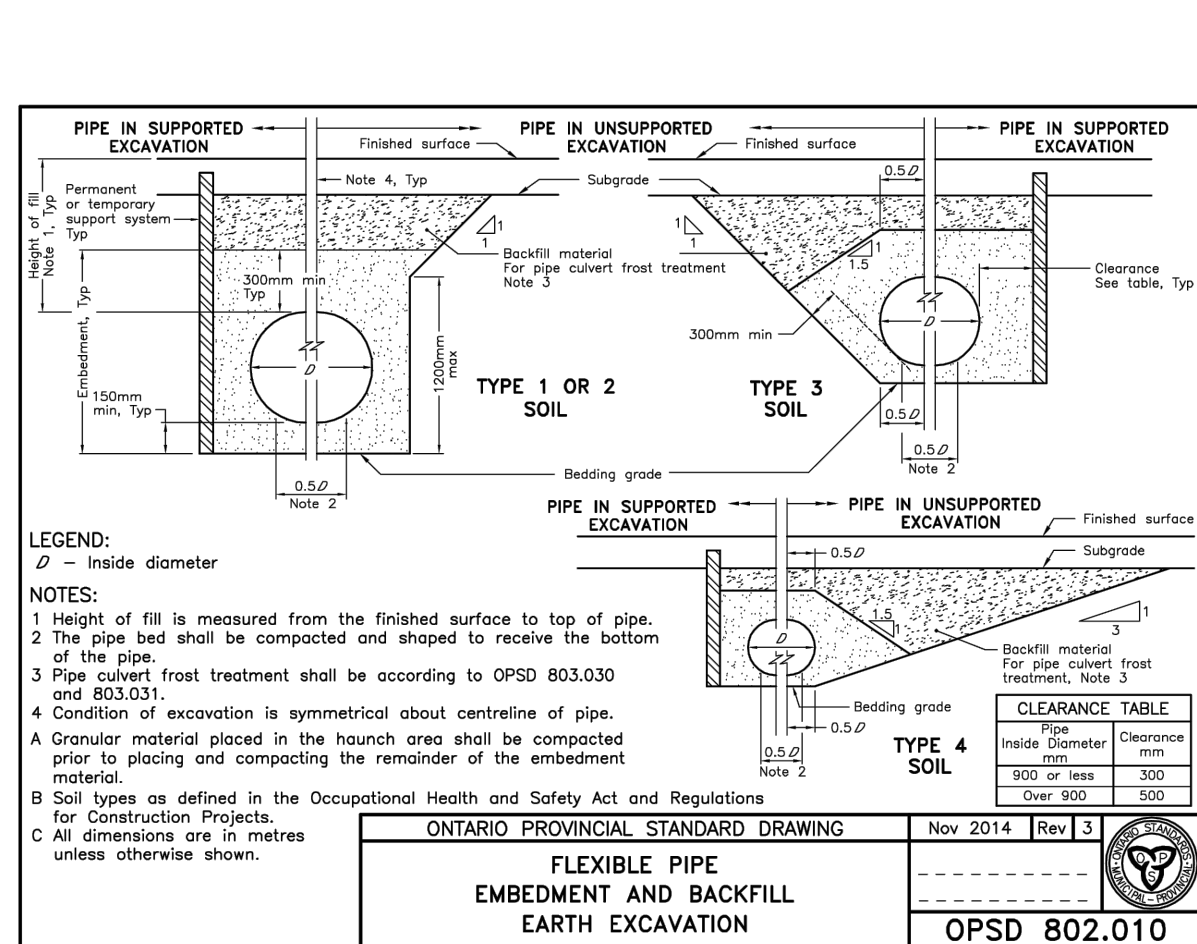 PIPE IN SUPPORTED
EXCAVATION
PIPE IN UNSUPPORTED
EXCAVATION
PIPE IN SUPPORTED
EXCAVATION
Finished surface
Finished surface
Height of fill
Note 1, Typ
Permanent
or temporary
support system
Typ
Note 4, Typ
Subgrade
0.5D
1
1
1
1
1
1.5
Backfill material
For pipe culvert frost treatment
Note 3
Clearance
See table, Typ
300mm min
Typ
Embedment, Typ
300mm min
D
D
1200mm
max
150mm
min, Typ
TYPE 1 OR 2
SOIL
TYPE 3
SOIL
0.5D
0.5D
Note 2
Bedding grade
0.5D
Note 2
PIPE IN SUPPORTED
EXCAVATION
PIPE IN UNSUPPORTED
EXCAVATION
Finished surface
0.5D
Subgrade
1.5
1
1
3
D
Backfill material
For pipe culvert frost
treatment, Note 3
Bedding grade
0.5D
0.5D
Note 2
TYPE 4
SOIL
LEGEND:
D – Inside diameter
NOTES:
1 Height of fill is measured from the finished surface to top of pipe.
2 The pipe bed shall be compacted and shaped to receive the bottom
of the pipe.
3 Pipe culvert frost treatment shall be according to OPSD 803.030
and 803.031.
4 Condition of excavation is symmetrical about centreline of pipe.
A Granular material placed in the haunch area shall be compacted
prior to placing and compacting the remainder of the embedment
material.
B Soil types as defined in the Occupational Health and Safety Act and Regulations
for Construction Projects.
C All dimensions are in metres
unless otherwise shown.
CLEARANCE TABLE
Pipe
Inside Diameter
mm
Clearance
mm
900 or less 300
Over 900 500
ONTARIO PROVINCIAL STANDARD DRAWING
Nov 2014 Rev 3
FLEXIBLE PIPE
EMBEDMENT AND BACKFILL
EARTH EXCAVATION
ONTARIO STANDARDS
MUNICIPAL – PROVINCIAL
O P
S
OPSD 802.010